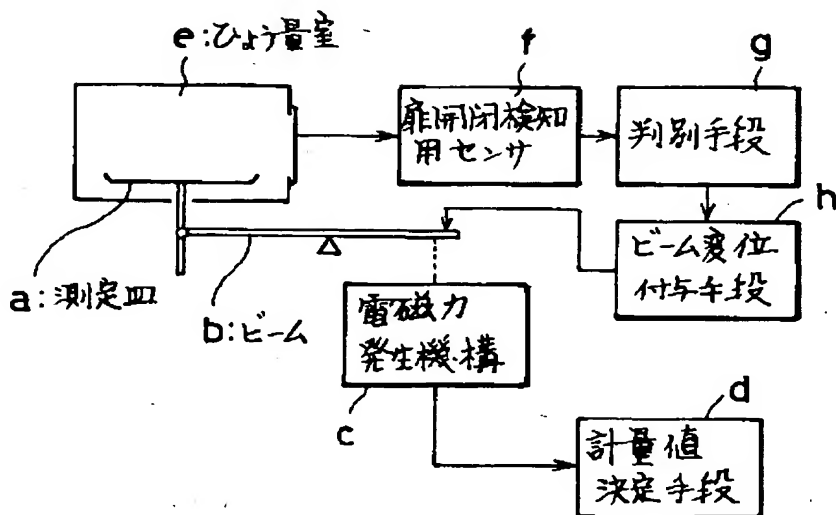 e:ひょう量室
f
g
扉開閉検知
用センサ
判別手段
h
ビーム変位
付与手段
a:測定皿
b:ビーム
電磁力
発生機構
c
d
計量値
決定手段